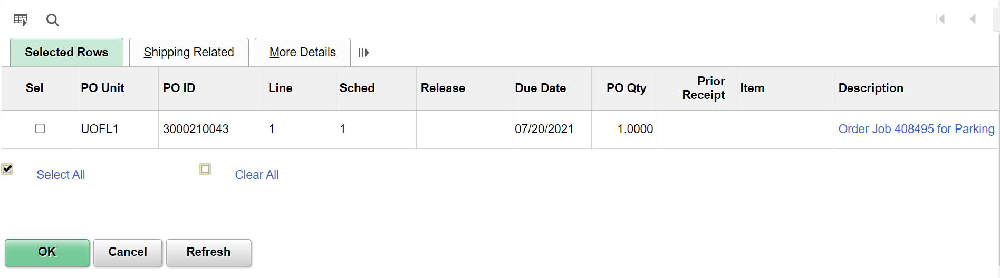 Selected Rows Shipping Related More Details
Sel PO Unit PO ID Line Sched Release Due Date PO Qty Prior Receipt Item Description
UOFL1 3000210043 1 1 07/20/2021 1.0000 Order Job 408495 for Parking
Select All Clear All
OK Cancel Refresh